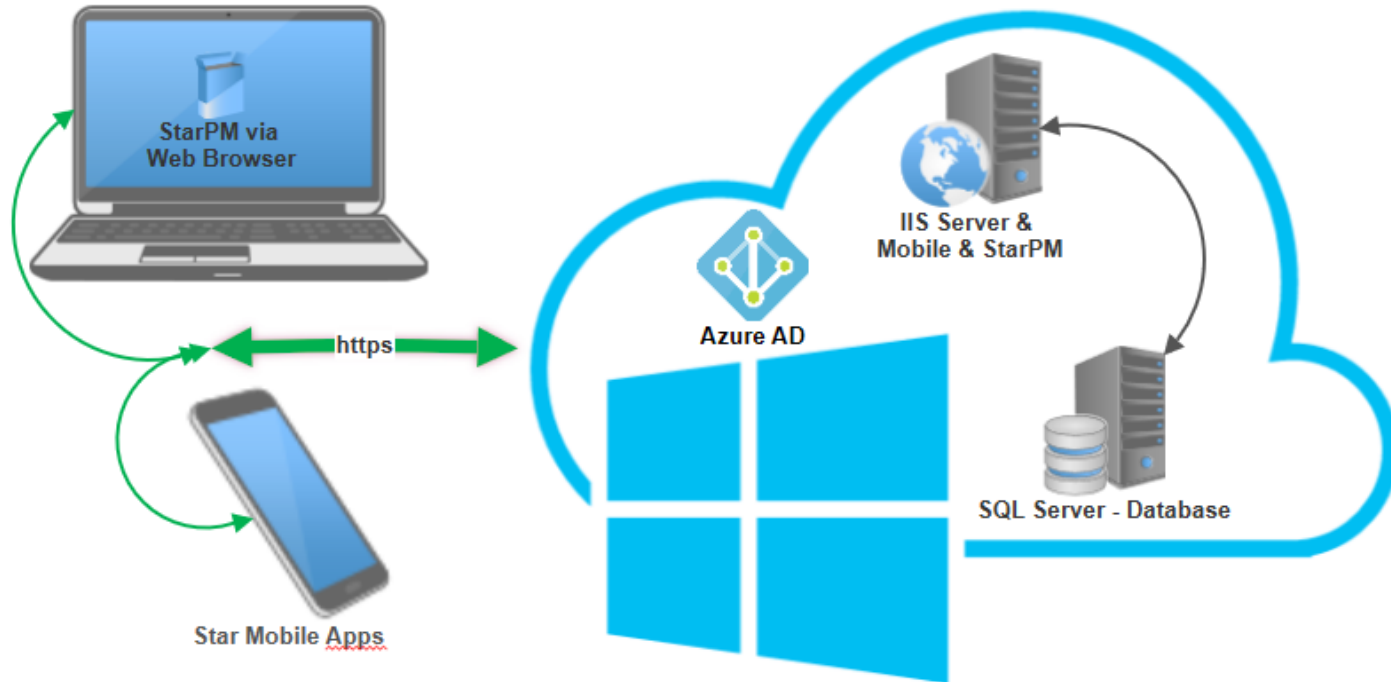 StarPM via
Web Browser
https
Star Mobile Apps
Azure AD
IIS Server &
Mobile & StarPM
SQL Server - Database